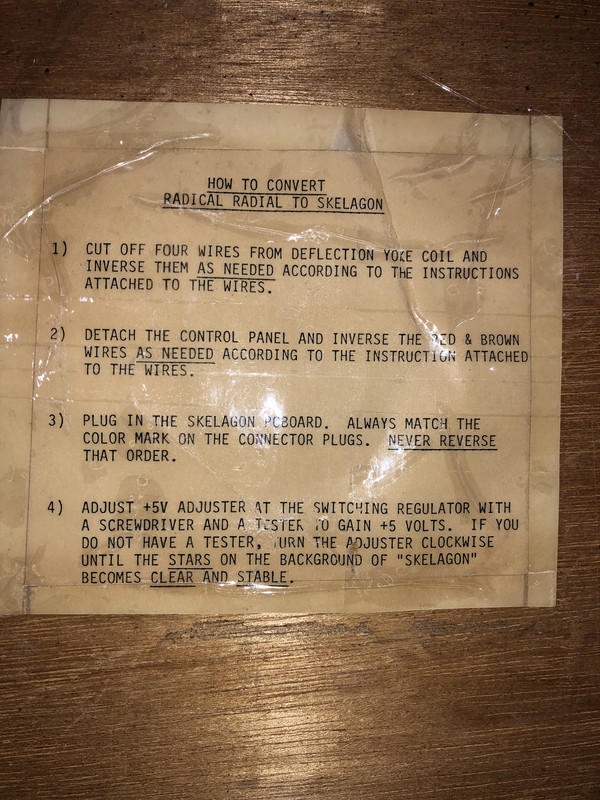 HOW TO CONVERT
RADICAL RADIAL TO SKELAGON
1) CUT OFF FOUR WIRES FROM DEFLECTION YOKE COIL AND
INVERSE THEM AS NEEDED ACCORDING TO THE INSTRUCTIONS
ATTACHED TO THE WIRES.
2) DETACH THE CONTROL PANEL AND INVERSE THE RED & BROWN
WIRES AS NEEDED ACCORDING TO THE INSTRUCTION ATTACHED
TO THE WIRES.
3) PLUG IN THE SKELAGON PCBOARD. ALWAYS MATCH THE
COLOR MARK ON THE CONNECTOR PLUGS. NEVER REVERSE
THAT ORDER.
4) ADJUST +5V ADJUSTER AT THE SWITCHING REGULATOR WITH
A SCREWDRIVER AND A TESTER TO GAIN +5 VOLTS. IF YOU
DO NOT HAVE A TESTER, TURN THE ADJUSTER CLOCKWISE
UNTIL THE STARS ON THE BACKGROUND OF "SKELAGON"
BECOMES CLEAR AND STABLE.